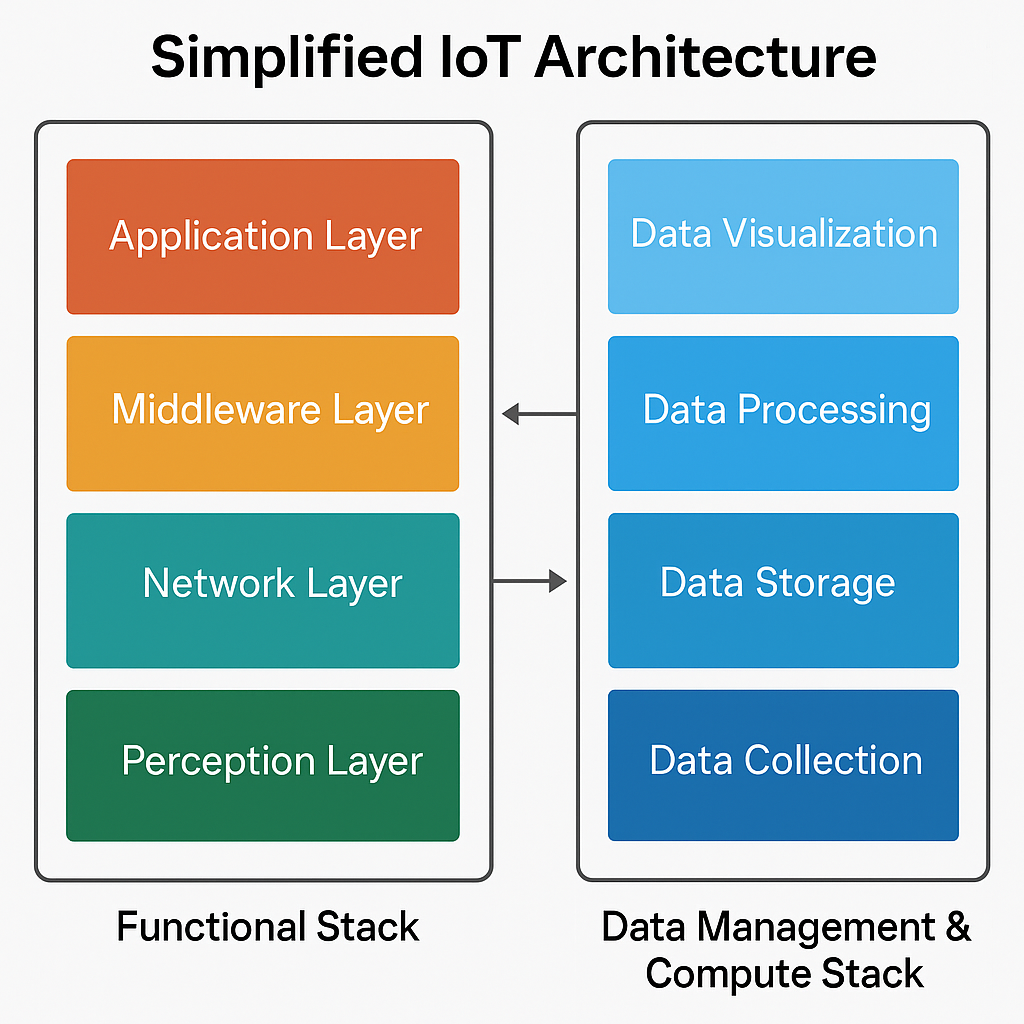 Simplified IoT Architecture
Application Layer
Middleware Layer
Network Layer
Perception Layer
Functional Stack
Data Visualization
Data Processing
Data Storage
Data Collection
Data Management &
Compute Stack